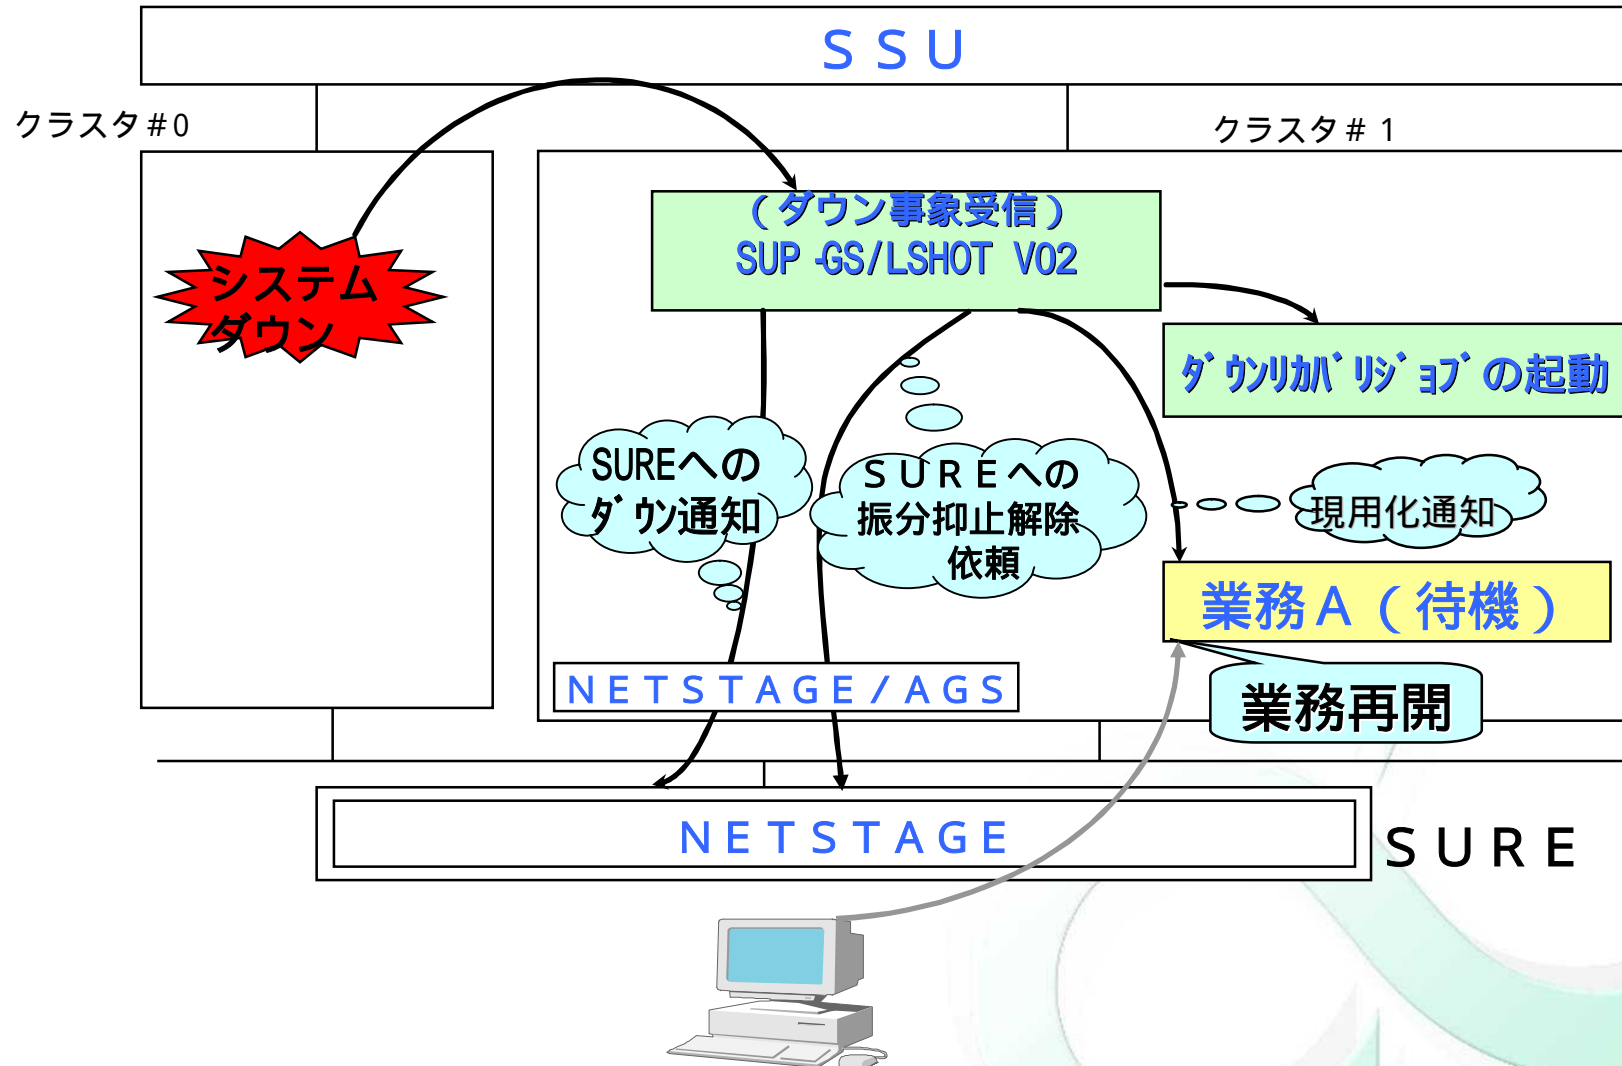 ＳＳＵ
クラスタ＃0
クラスタ＃１
（ダウン事象受信）
SUP-GS/LSHOT V02
システム
ダウン
ﾀﾞｳﾝﾘｶﾊﾞﾘｼﾞｮﾌﾞの起動
SUREへの
ﾀﾞｳﾝ通知
ＳＵＲＥへの
振分抑止解除
依頼
現用化通知
業務Ａ（待機）
業務再開
ＮＥＴＳＴＡＧＥ／ＡＧＳ
ＮＥＴＳＴＡＧＥ
ＳＵＲＥ